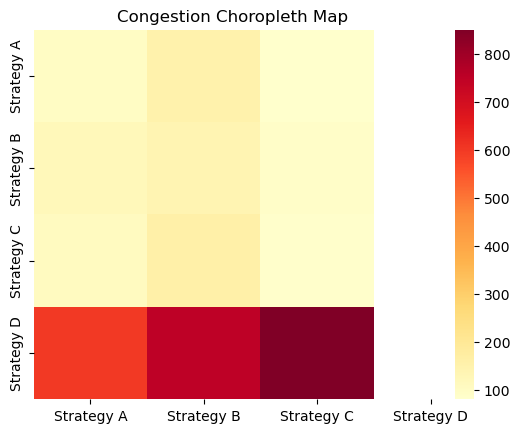 Congestion Choropleth Map
Strategy A
Strategy B
Strategy C
Strategy D
800
700
600
500
400
300
200
100
Strategy A
Strategy B
Strategy C
Strategy D